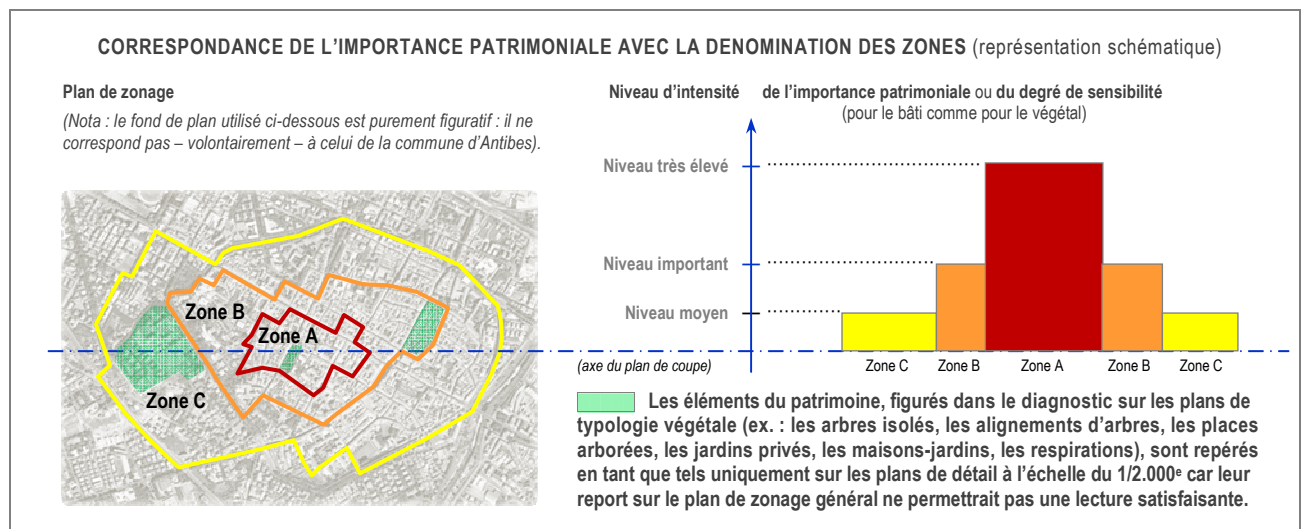 CORRESPONDANCE DE L’IMPORTANCE PATRIMONIALE AVEC LA DENOMINATION DES ZONES (représentation schématique)
Plan de zonage
(Nota : le fond de plan utilisé ci-dessous est purement figuratif : il ne
correspond pas – volontairement – à celui de la commune d’Antibes).
Zone B
Zone A
Zone C
Niveau d’intensité de l’importance patrimoniale ou du degré de sensibilité
(pour le bâti comme pour le végétal)
Niveau très élevé
Niveau important
Niveau moyen
(axe du plan de coupe)
Zone C Zone B Zone A Zone B Zone C
Les éléments du patrimoine, figurés dans le diagnostic sur les plans de
typologie végétale (ex. : les arbres isolés, les alignements d’arbres, les places
arborées, les jardins privés, les maisons-jardins, les respirations), sont repérés
en tant que tels uniquement sur les plans de détail à l’échelle du 1/2.000e car leur
report sur le plan de zonage général ne permettrait pas une lecture satisfaisante.